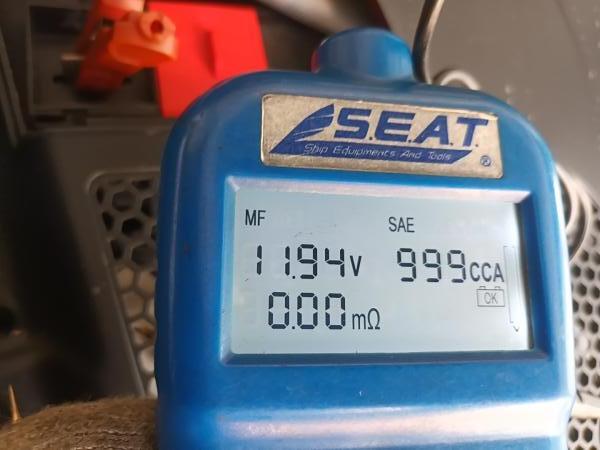 S.E.A.T.
Ship Equipments And Tools
®
MF SAE
11.94V 999CCA
OK
0.00mΩ